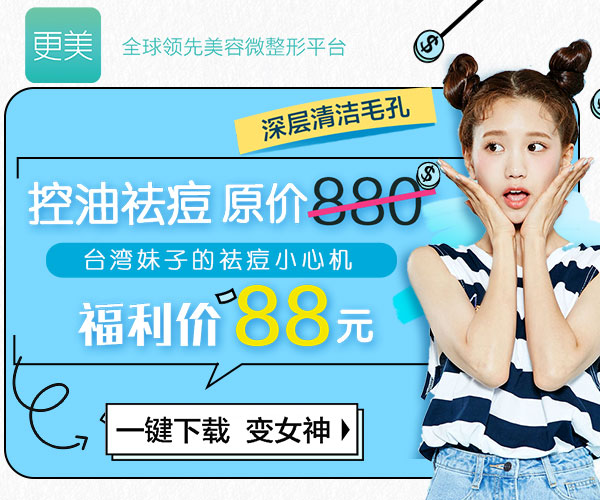 更美
全球领先美容微整形平台
深层清洁毛孔
控油祛痘 原价880
台湾妹子的祛痘小心机
福利价88元
一键下载 变女神